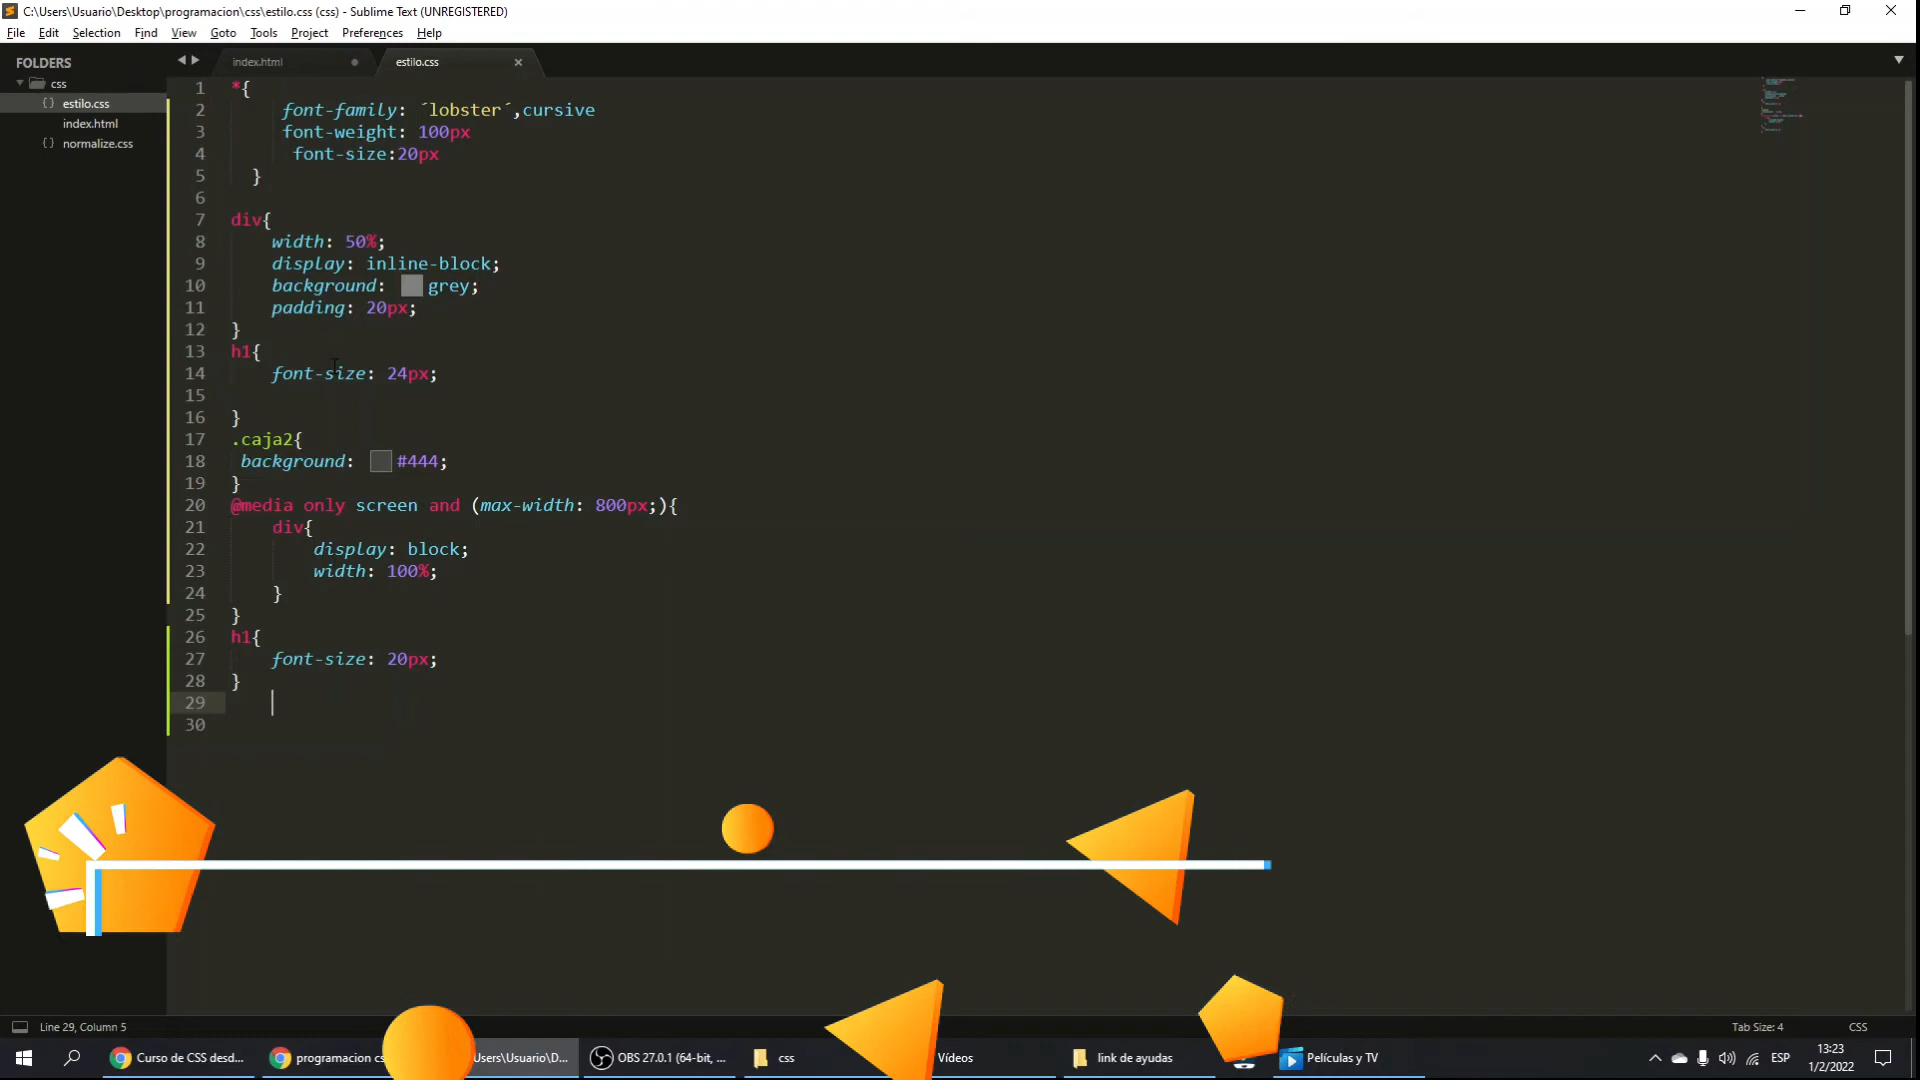 C:\Users\Usuario\Desktop\programacion\css\estilo.css (css) - Sublime Text (UNREGISTERED)
File Edit Selection Find View Goto Tools Project Preferences Help
FOLDERS
css
estilo.css
index.html
normalize.css
index.html estilo.css
1 *{
2 font-family: ´lobster´,cursive
3 font-weight: 100px
4 font-size:20px
5 }
6
7 div{
8 width: 50%;
9 display: inline-block;
10 background: grey;
11 padding: 20px;
12 }
13 h1{
14 font-size: 24px;
15
16 }
17 .caja2{
18 background: #444;
19 }
20 @media only screen and (max-width: 800px;){
21 div{
22 display: block;
23 width: 100%;
24 }
25 }
26 h1{
27 font-size: 20px;
28 }
29
30
Line 29, Column 5 Tab Size: 4 CSS
Curso de CSS desd... programacion cs Users\Usuario\D... OBS 27.0.1 (64-bit, ... css Vídeos link de ayudas Películas y TV ESP 13:23
1/2/2022